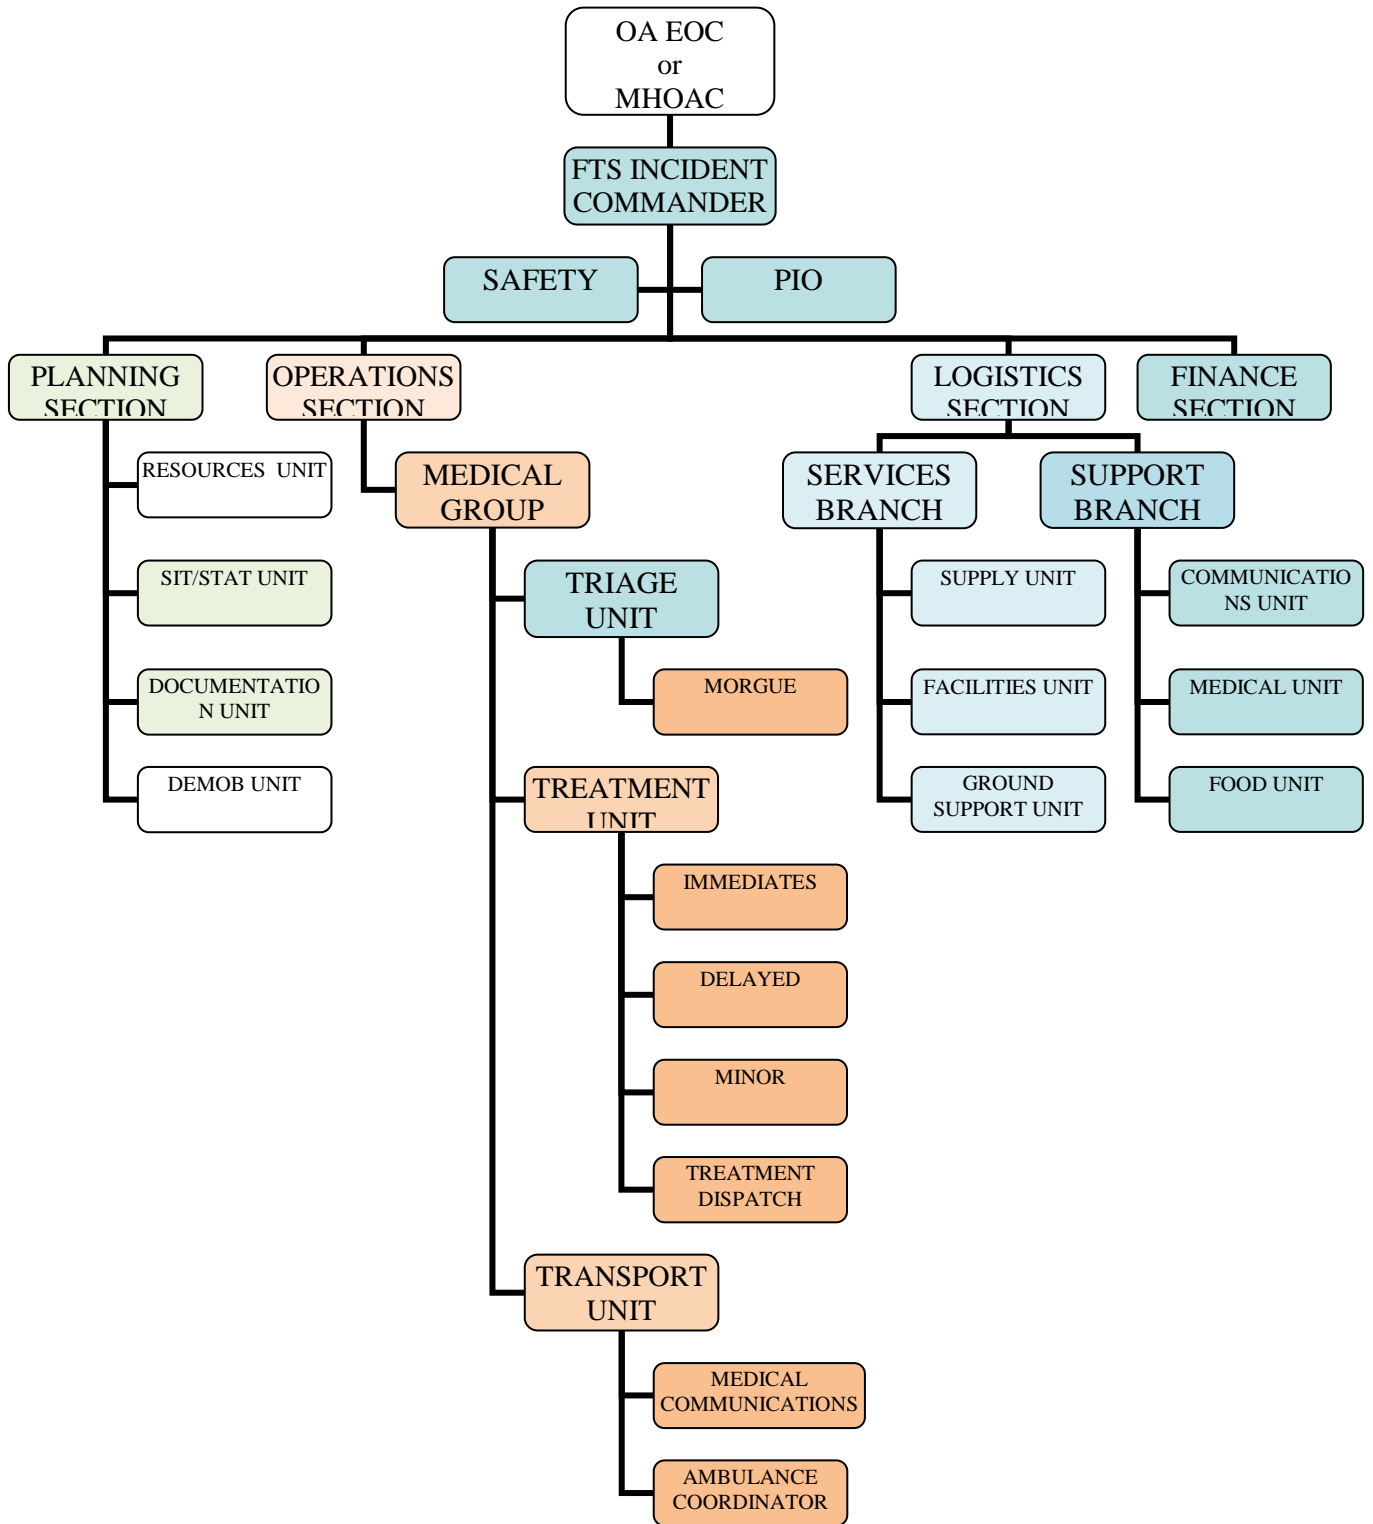 OA EOC
or
MHOAC
FTS INCIDENT
COMMANDER
SAFETY
PIO
PLANNING
SECTION
OPERATIONS
SECTION
LOGISTICS
SECTION
FINANCE
SECTION
RESOURCES UNIT
SIT/STAT UNIT
DOCUMENTATIO
N UNIT
DEMOB UNIT
MEDICAL
GROUP
TRIAGE
UNIT
MORGUE
TREATMENT
UNIT
IMMEDIATES
DELAYED
MINOR
TREATMENT
DISPATCH
TRANSPORT
UNIT
MEDICAL
COMMUNICATIONS
AMBULANCE
COORDINATOR
SERVICES
BRANCH
SUPPLY UNIT
FACILITIES UNIT
GROUND
SUPPORT UNIT
SUPPORT
BRANCH
COMMUNICATIO
NS UNIT
MEDICAL UNIT
FOOD UNIT